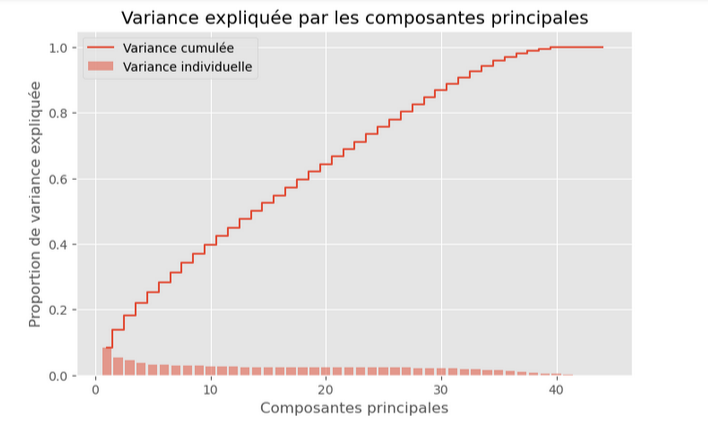 Variance expliquée par les composantes principales
Variance cumulée
Variance individuelle
Proportion de variance expliquée
1.0
0.8
0.6
0.4
0.2
0.0
0
10
20
30
40
Composantes principales